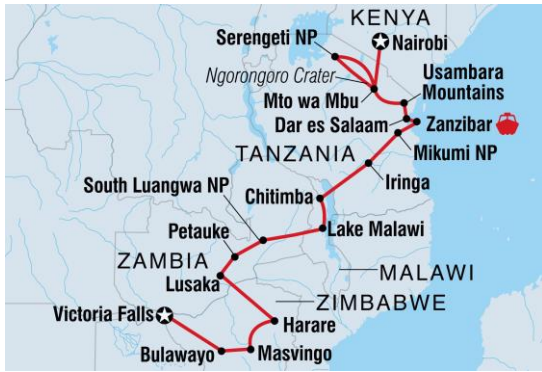 KENYA
Serengeti NP
Nairobi
Ngorongoro Crater
Usambara
Mountains
Mto wa Mbu
Dar es Salaam
Zanzibar
Mikumi NP
TANZANIA
Iringa
South Luangwa NP
Chitimba
Petauke
Lake Malawi
ZAMBIA
MALAWI
Lusaka
ZIMBABWE
Victoria Falls
Harare
Bulawayo
Masvingo